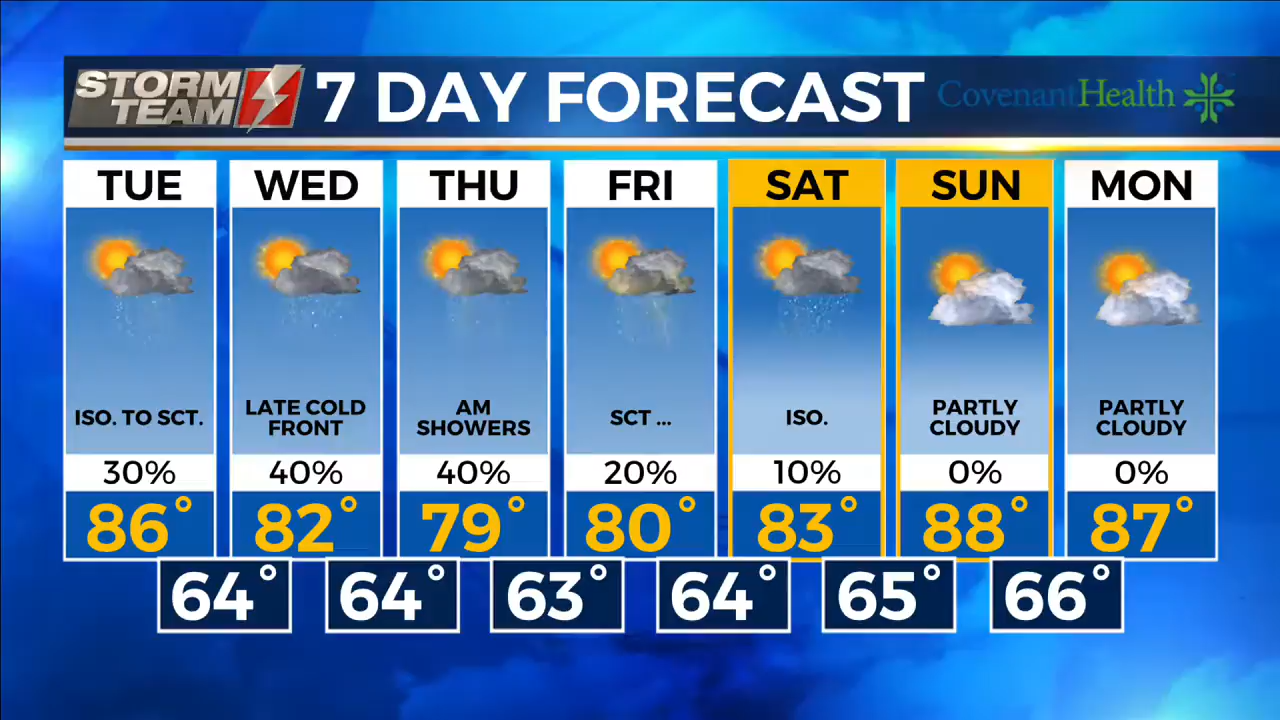 STORM
TEAM
7 DAY FORECAST
CovenantHealth
TUE
WED
THU
FRI
SAT
SUN
MON
ISO. TO SCT.
LATE COLD
FRONT
AM
SHOWERS
SCT ...
ISO.
PARTLY
CLOUDY
PARTLY
CLOUDY
30%
40%
40%
20%
10%
0%
0%
86°
82°
79°
80°
83°
88°
87°
64°
64°
63°
64°
65°
66°